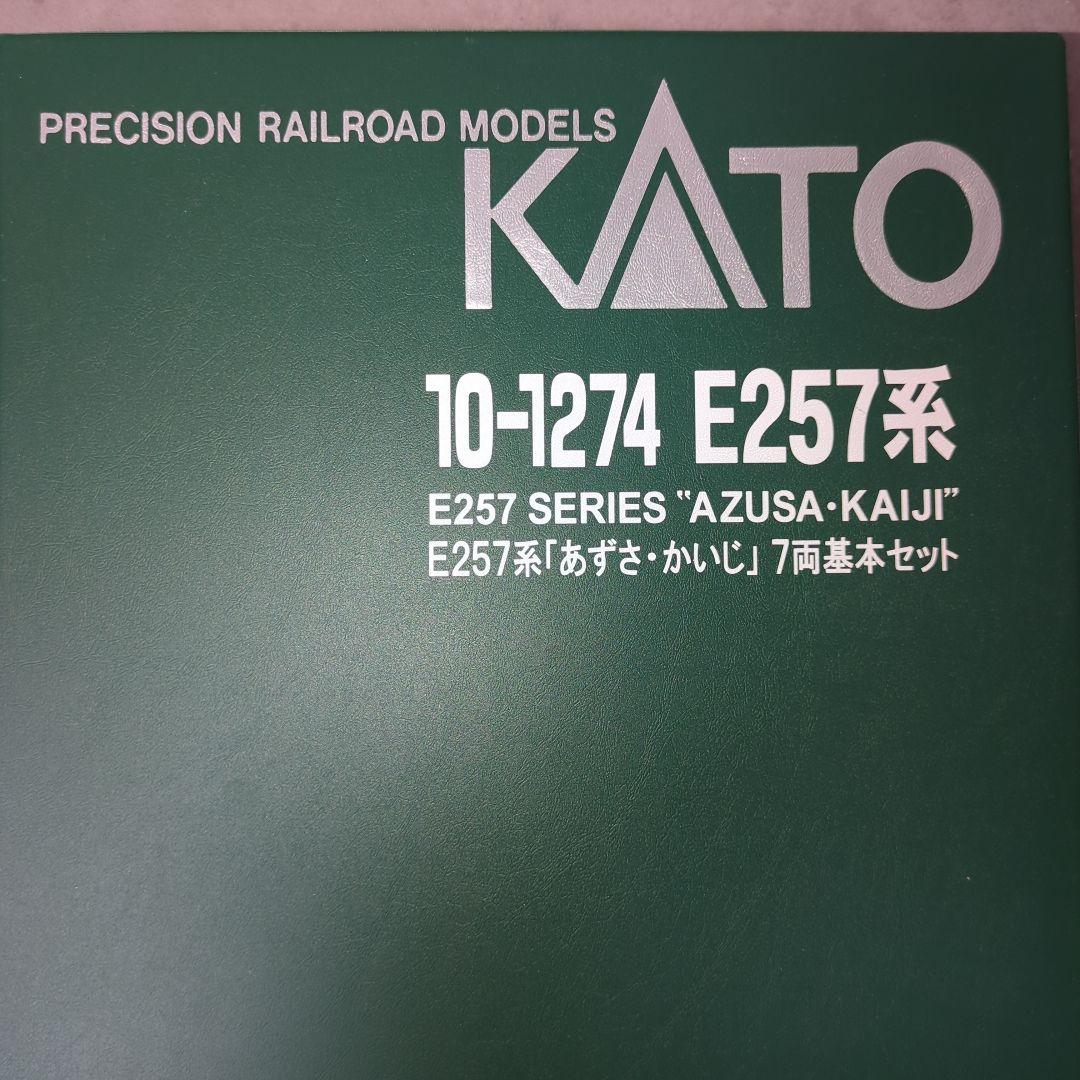 PRECISION RAILROAD MODELS
KATO
10-1274 E257系
E257 SERIES “AZUSA・KAIJI”
E257系「あずさ・かいじ」 7両基本セット